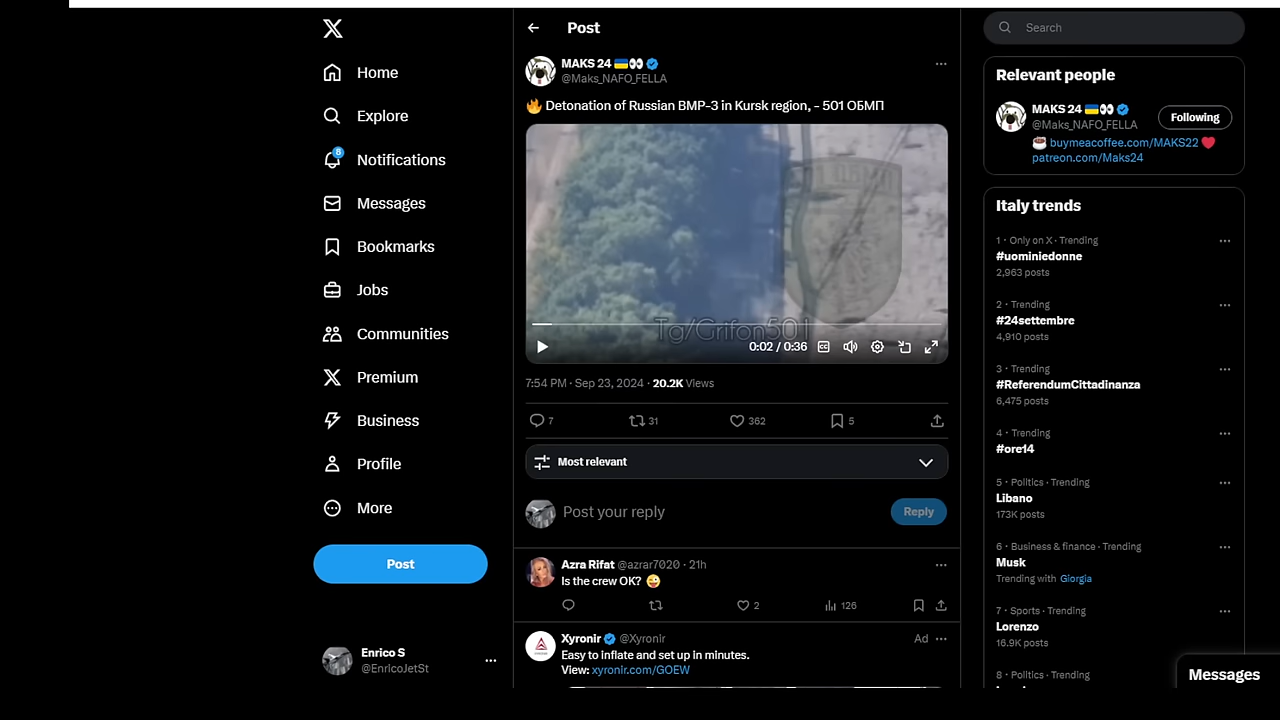 Home
Explore
8
Notifications
Messages
Bookmarks
Jobs
Communities
Premium
Business
Profile
More
Post
Enrico S
@EnricoJetSt
Post
MAKS 24 🇺🇦👀
@Maks_NAFO_FELLA
🔥 Detonation of Russian BMP-3 in Kursk region, - 501 ОБМП
Tg/Grifon501
0:02 / 0:36
7:54 PM · Sep 23, 2024 · 20.2K Views
7 31 362 5
Most relevant
Post your reply
Reply
Azra Rifat @azrar7020 · 21h
Is the crew OK? 😜
2 126
Xyronir @Xyronir Ad
Easy to inflate and set up in minutes.
View: xyronir.com/GOEW
Search
Relevant people
MAKS 24 🇺🇦👀
@Maks_NAFO_FELLA
Following
☕ buymeacoffee.com/MAKS22 ❤️
patreon.com/Maks24
Italy trends
1 · Only on X · Trending
#uominiedonne
2,963 posts
2 · Trending
#24settembre
4,910 posts
3 · Trending
#ReferendumCittadinanza
6,475 posts
4 · Trending
#ore14
5 · Politics · Trending
Libano
173K posts
6 · Business & finance · Trending
Musk
Trending with Giorgia
7 · Sports · Trending
Lorenzo
16.9K posts
8 · Politics · Trending
Messages